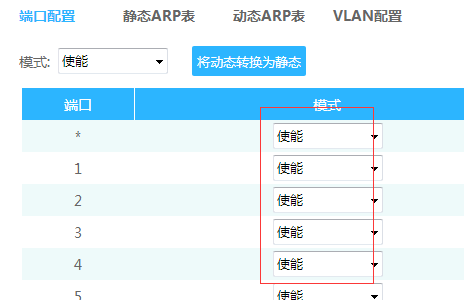 端口配置 静态ARP表 动态ARP表 VLAN配置
模式: 使能 将动态转换为静态
端口 模式
* 使能
1 使能
2 使能
3 使能
4 使能
5 使能